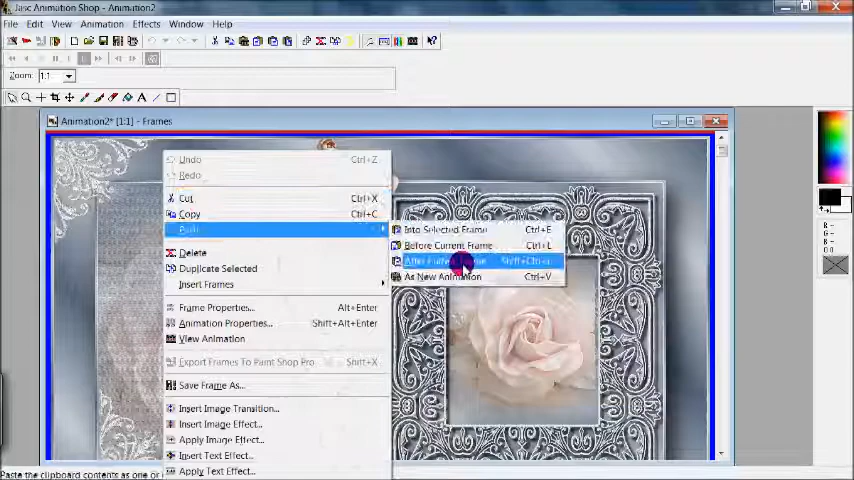 Jasc Animation Shop - Animation2
File Edit View Animation Effects Window Help
Zoom: 1:1
Animation2* [1:1] - Frames
Undo Ctrl+Z
Redo
Cut Ctrl+X
Copy Ctrl+C
Paste
Into Selected Frame Ctrl+E
Before Current Frame Ctrl+L
After Shift+Ctrl+L
As New Animation Ctrl+V
Delete
Duplicate Selected
Insert Frames
Frame Properties... Alt+Enter
Animation Properties... Shift+Alt+Enter
View Animation
Export Frames To Paint Shop Pro Shift+X
Save Frame As...
Insert Image Transition...
Insert Image Effect...
Apply Image Effect...
Insert Text Effect...
Apply Text Effect...
R -
G -
B -
Paste the clipboard contents as one or